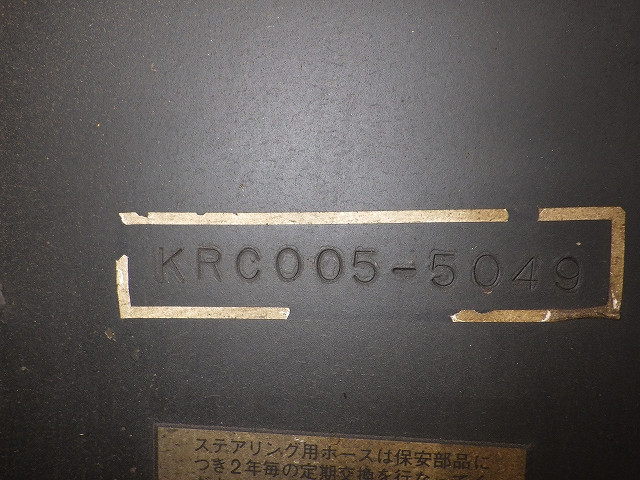 KRC005-5049
ステアリング用ホースは保安部品に
つき2年毎の定期交換を行なって